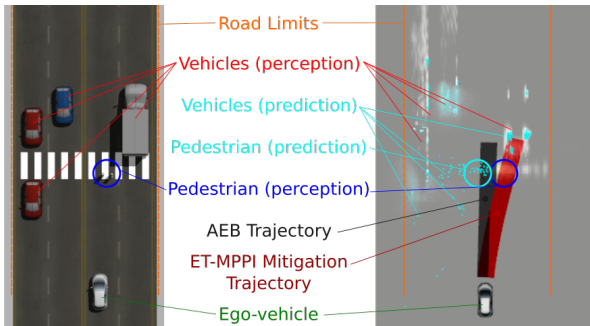 Road Limits
Vehicles (perception)
Vehicles (prediction)
Pedestrian (prediction)
Pedestrian (perception)
AEB Trajectory
ET-MPPI Mitigation
Trajectory
Ego-vehicle